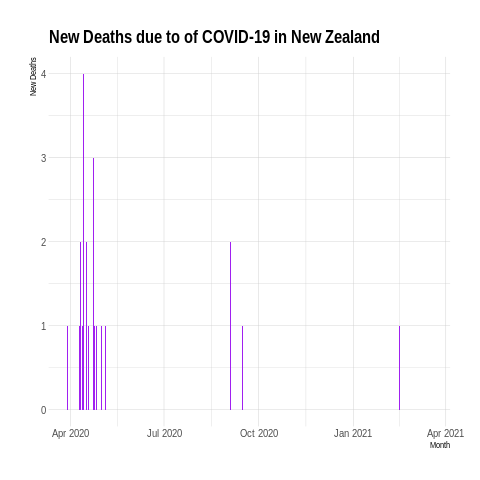 New Deaths due to of COVID-19 in New Zealand
New Deaths
4
3
2
1
0
Apr 2020 Jul 2020 Oct 2020 Jan 2021 Apr 2021
Month